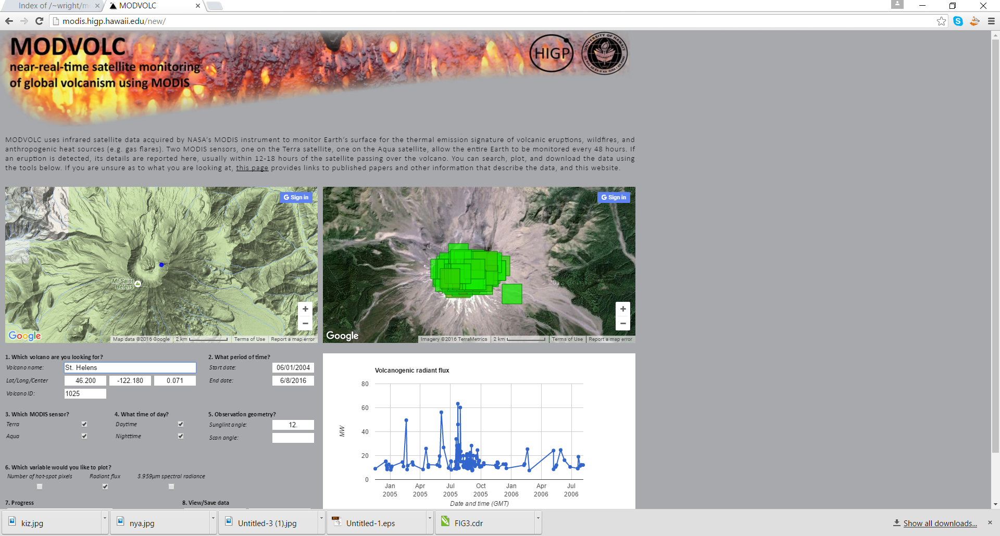 Index of /~wright/m
MODVOLC
modis.higp.hawaii.edu/new/
MODVOLC
near-real-time satellite monitoring
of global volcanism using MODIS
HIGP
UNIVERSITY OF HAWAII
MODVOLC uses infrared satellite data acquired by NASA's MODIS instrument to monitor Earth's surface for the thermal emission signature of volcanic eruptions, wildfires, and
anthropogenic heat sources (e.g. gas flares). Two MODIS sensors, one on the Terra satellite, one on the Aqua satellite, allow the entire Earth to be monitored every 48 hours. If
an eruption is detected, its details are reported here, usually within 12-18 hours of the satellite passing over the volcano. You can search, plot, and download the data using
the tools below. If you are unsure as to what you are looking at, this page provides links to published papers and other information that describe the data, and this website.
G Sign in
Mt Saint
Helens
+
−
Google
Map data ©2016 Google 2 km Terms of Use Report a map error
G Sign in
+
−
Google
Imagery ©2016 TerraMetrics 2 km Terms of Use Report a map error
1. Which volcano are you looking for?
Volcano name: St. Helens
Lat/Long/Center 46.200 -122.180 0.071
Volcano ID: 1025
2. What period of time?
Start date: 06/01/2004
End date: 6/8/2016
3. Which MODIS sensor?
Terra
Aqua
4. What time of day?
Daytime
Nighttime
5. Observation geometry?
Sunglint angle: 12.
Scan angle:
6. Which variable would you like to plot?
Number of hot-spot pixels Radiant flux 3.959µm spectral radiance
7. Progress
8. View/Save data
Volcanogenic radiant flux
80
60
40
20
0
MW
Jan Apr Jul Oct Jan Apr Jul
2005 2005 2005 2005 2006 2006 2006
Date and time (GMT)
kiz.jpg
nya.jpg
Untitled-3 (1).jpg
Untitled-1.eps
FIG3.cdr
Show all downloads...